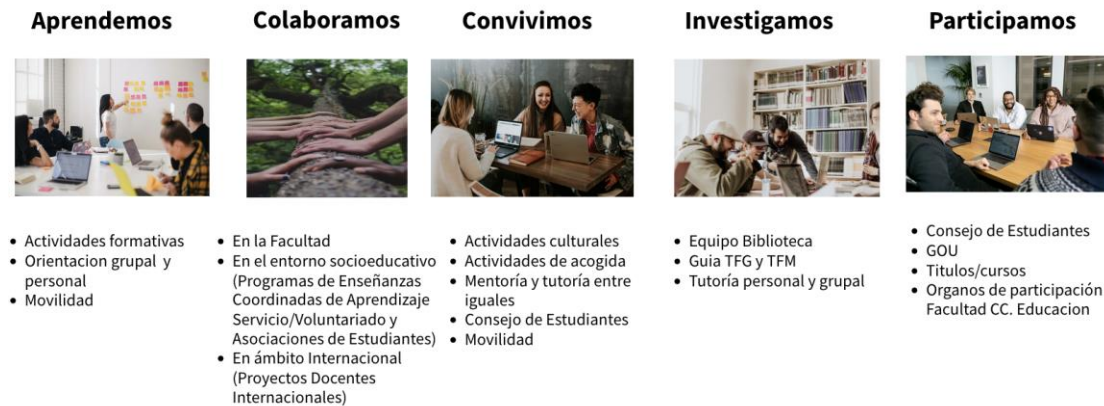 Aprendemos
Colaboramos
Convivimos
Investigamos
Participamos
• Actividades formativas
• Orientacion grupal y
personal
• Movilidad
• En la Facultad
• En el entorno socioeducativo
(Programas de Enseñanzas
Coordinadas de Aprendizaje
Servicio/Voluntariado y
Asociaciones de Estudiantes)
• En ámbito Internacional
(Proyectos Docentes
Internacionales)
• Actividades culturales
• Actividades de acogida
• Mentoría y tutoría entre
iguales
• Consejo de Estudiantes
• Movilidad
• Equipo Biblioteca
• Guia TFG y TFM
• Tutoría personal y grupal
• Consejo de Estudiantes
• GOU
• Titulos/cursos
• Organos de participación
Facultad CC. Educacion